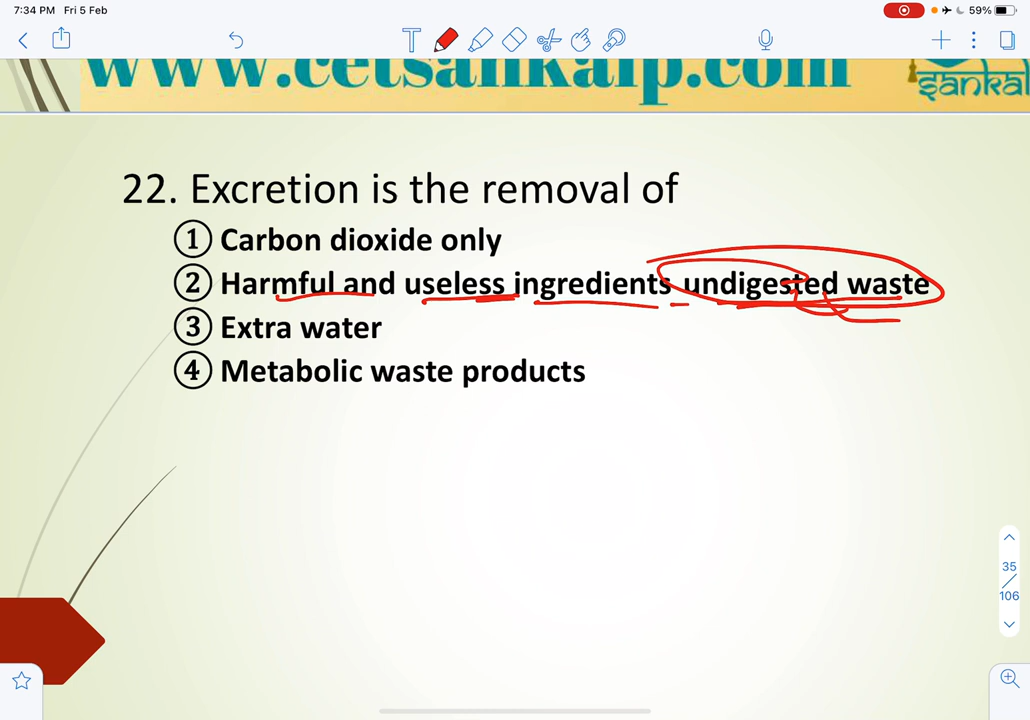 7:34 PM Fri 5 Feb
59%
www.cetsankalp.com
sankal
22. Excretion is the removal of
① Carbon dioxide only
② Harmful and useless ingredients undigested waste
③ Extra water
④ Metabolic waste products
35
106